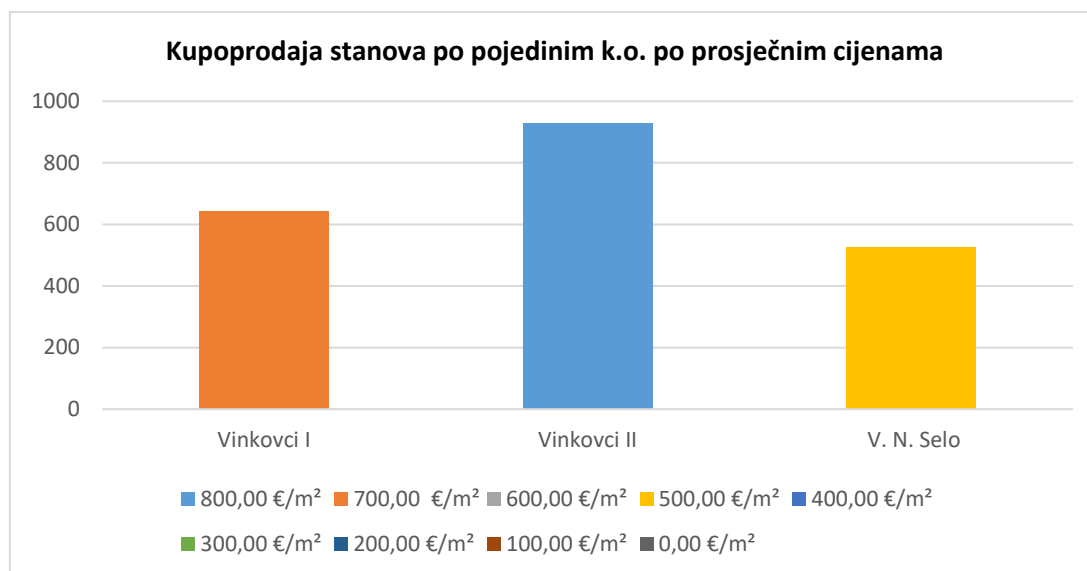 Kupoprodaja stanova po pojedinim k.o. po prosječnim cijenama
1000
800
600
400
200
0
Vinkovci I Vinkovci II V. N. Selo
800,00 €/m² 700,00  €/m² 600,00 €/m² 500,00 €/m² 400,00 €/m²
300,00 €/m² 200,00 €/m² 100,00 €/m² 0,00 €/m²